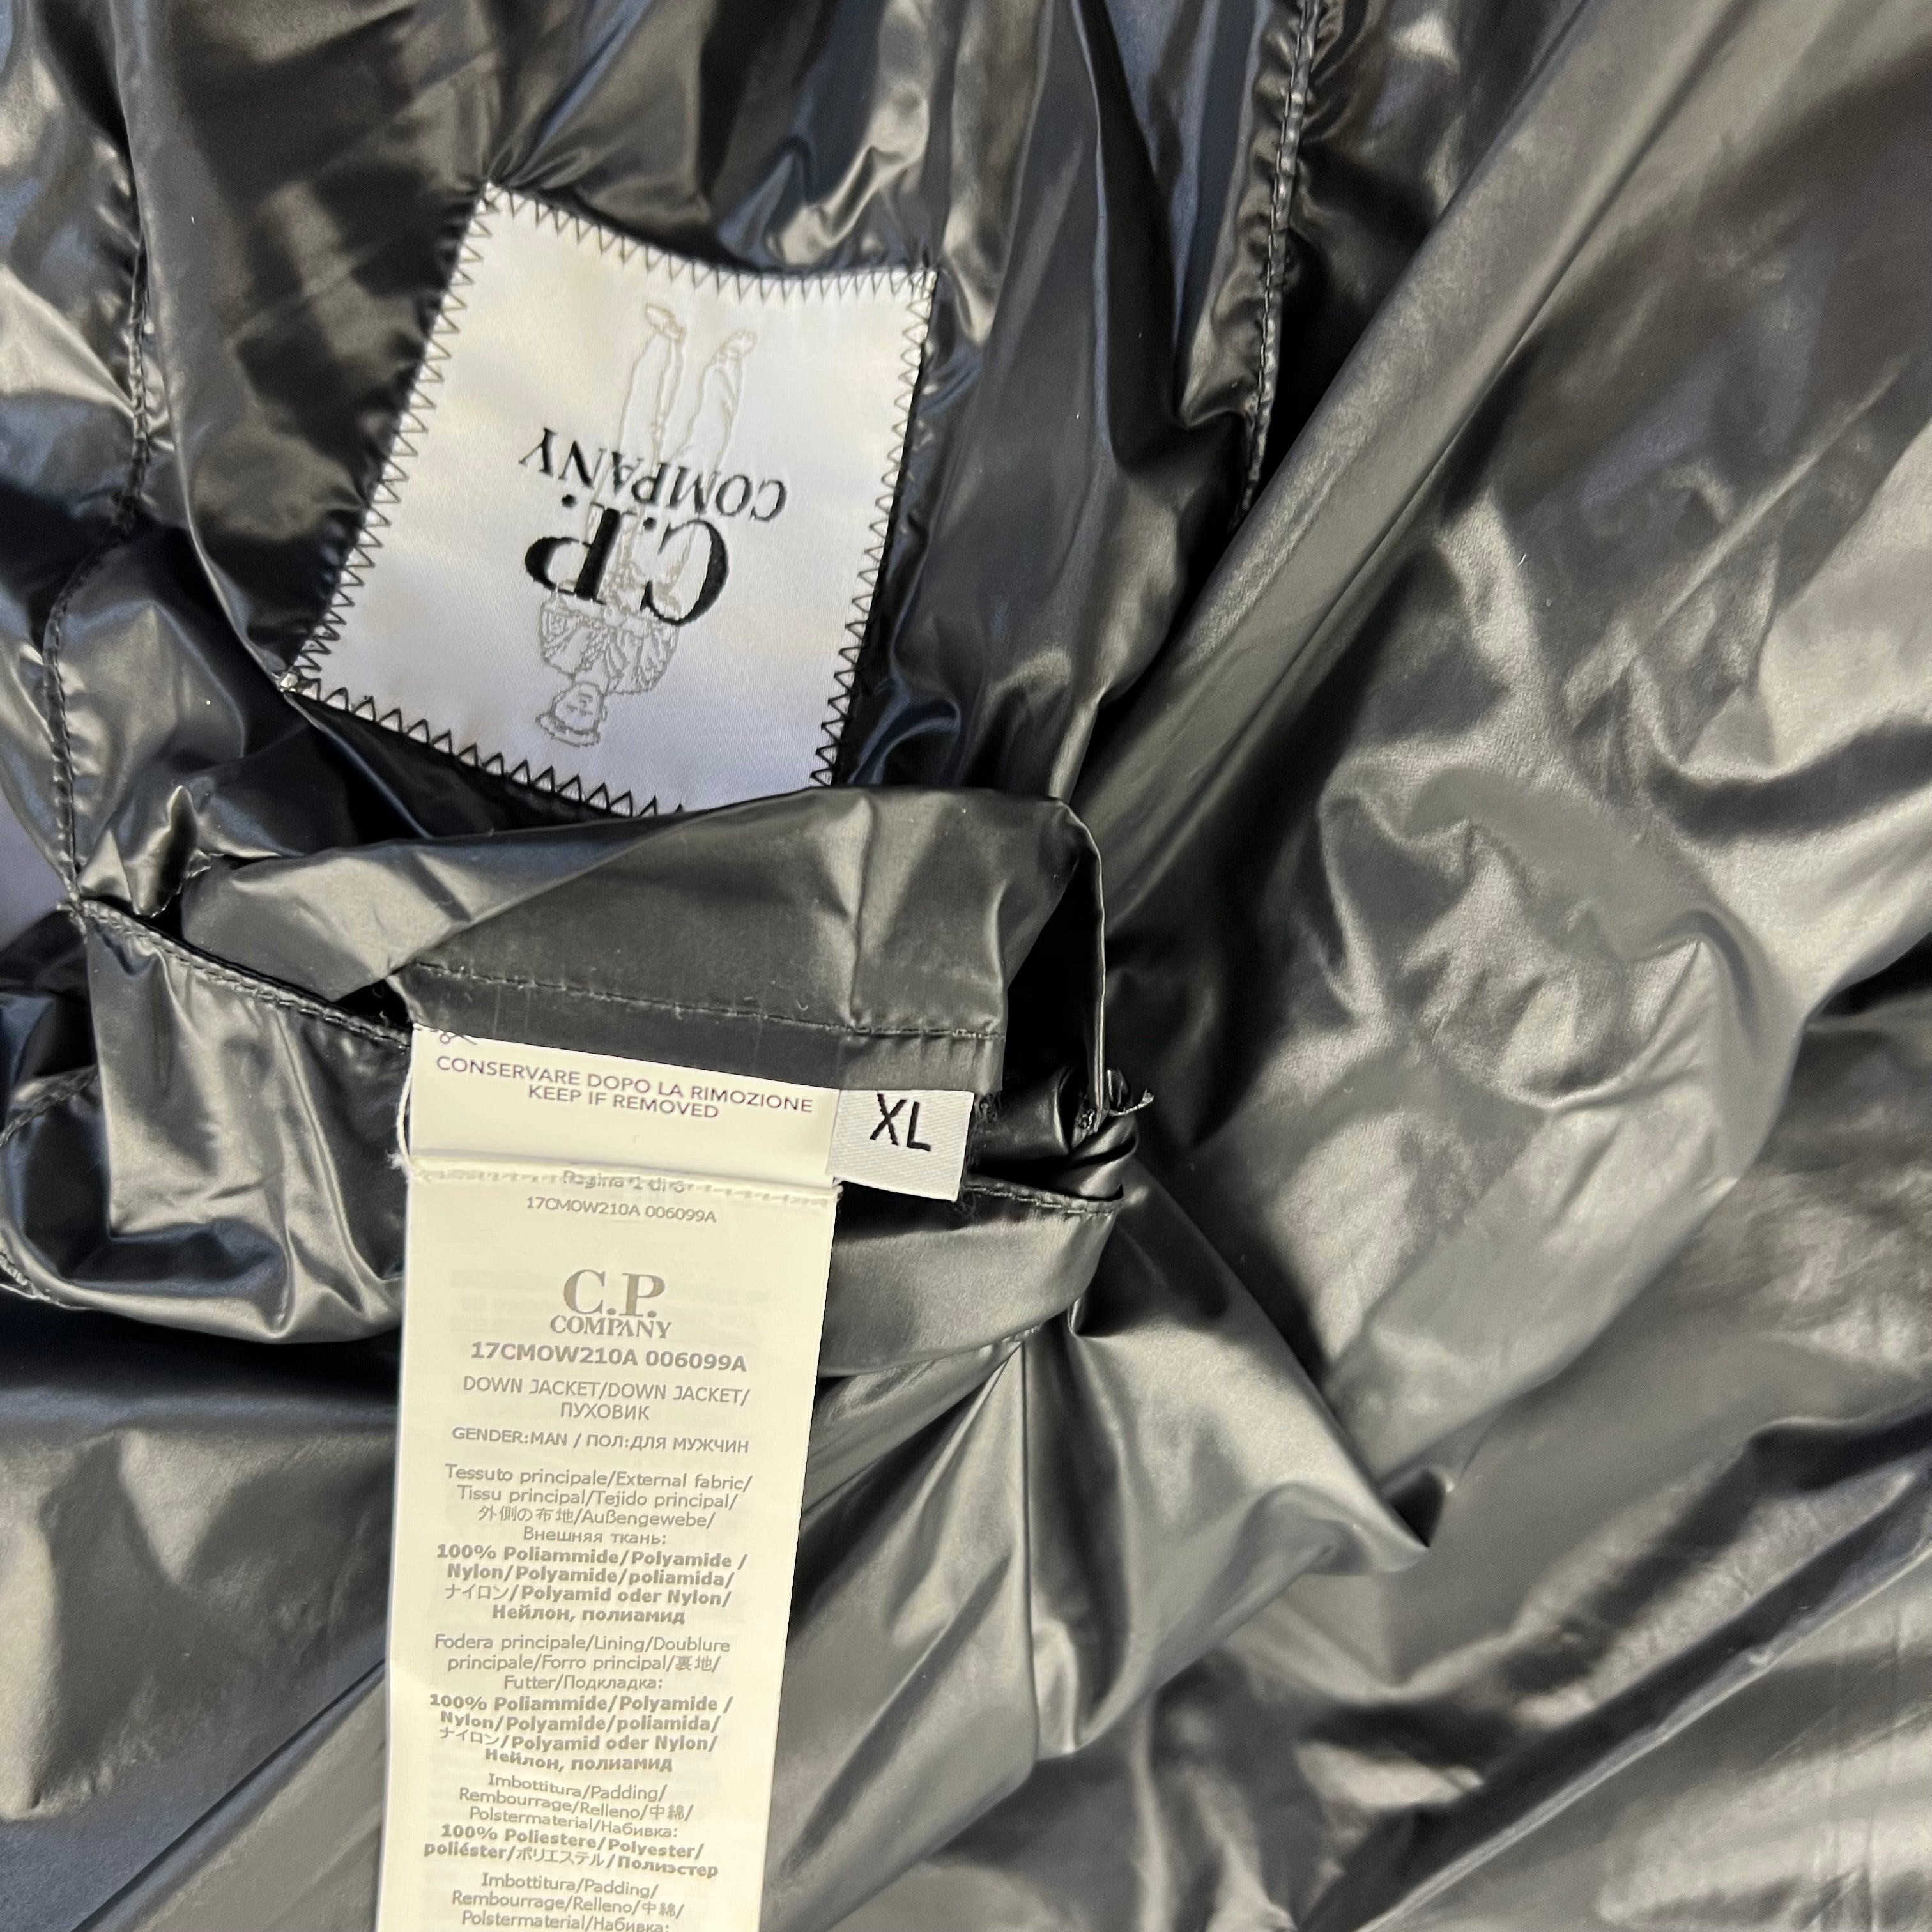 C.P.
COMPANY
CONSERVARE DOPO LA RIMOZIONE
KEEP IF REMOVED
XL
Pagina 1 di 8
17CMOW210A 006099A
C.P.
COMPANY
17CMOW210A 006099A
DOWN JACKET/DOWN JACKET/
ПУХОВИК
GENDER:MAN / ПОЛ:ДЛЯ МУЖЧИН
Tessuto principale/External fabric/
Tissu principal/Tejido principal/
外側の布地/Außengewebe/
Внешняя ткань:
100% Poliammide/Polyamide /
Nylon/Polyamide/poliamida/
ナイロン/Polyamid oder Nylon/
Нейлон, полиамид
Fodera principale/Lining/Doublure
principale/Forro principal/裏地/
Futter/Подкладка:
100% Poliammide/Polyamide /
Nylon/Polyamide/poliamida/
ナイロン/Polyamid oder Nylon/
Нейлон, полиамид
Imbottitura/Padding/
Rembourrage/Relleno/中綿/
Polstermaterial/Набивка:
100% Poliestere/Polyester/
poliéster/ポリエステル/Полиэстер
Imbottitura/Padding/
Rembourrage/Relleno/中綿/
Polstermaterial/Набивка: